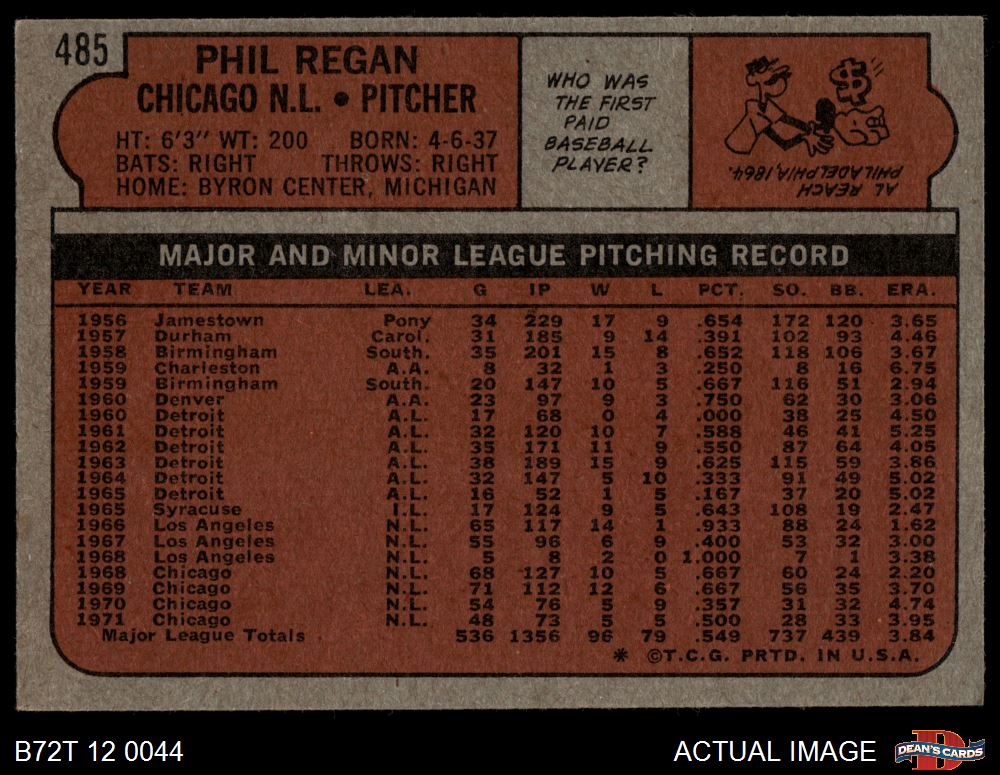 485
PHIL REGAN
CHICAGO N.L. • PITCHER
HT: 6'3" WT: 200 BORN: 4-6-37
BATS: RIGHT THROWS: RIGHT
HOME: BYRON CENTER, MICHIGAN
WHO WAS
THE FIRST
PAID
BASEBALL
PLAYER?
$
AL REACH
PHILADELPHIA, 1864.
MAJOR AND MINOR LEAGUE PITCHING RECORD
YEAR TEAM LEA. G IP W L PCT. SO. BB. ERA.
1956 Jamestown Pony 34 229 17 9 .654 172 120 3.65
1957 Durham Carol. 31 185 9 14 .391 102 93 4.46
1958 Birmingham South. 35 201 15 8 .652 118 106 3.67
1959 Charleston A.A. 8 32 1 3 .250 8 16 6.75
1959 Birmingham South. 20 147 10 5 .667 116 51 2.94
1960 Denver A.A. 23 97 9 3 .750 62 30 3.06
1960 Detroit A.L. 17 68 0 4 .000 38 25 4.50
1961 Detroit A.L. 32 120 10 7 .588 46 41 5.25
1962 Detroit A.L. 35 171 11 9 .550 87 64 4.05
1963 Detroit A.L. 38 189 15 9 .625 115 59 3.86
1964 Detroit A.L. 32 147 5 10 .333 91 49 5.02
1965 Detroit A.L. 16 52 1 5 .167 37 20 5.02
1965 Syracuse I.L. 17 124 9 5 .643 108 19 2.47
1966 Los Angeles N.L. 65 117 14 1 .933 88 24 1.62
1967 Los Angeles N.L. 55 96 6 9 .400 53 32 3.00
1968 Los Angeles N.L. 5 8 2 0 1.000 7 1 3.38
1968 Chicago N.L. 68 127 10 5 .667 60 24 2.20
1969 Chicago N.L. 71 112 12 6 .667 56 35 3.70
1970 Chicago N.L. 54 76 5 9 .357 31 32 4.74
1971 Chicago N.L. 48 73 5 5 .500 28 33 3.95
Major League Totals 536 1356 96 79 .549 737 439 3.84
* ©T.C.G. PRTD. IN U.S.A.
B72T 12 0044
ACTUAL IMAGE
D
DEAN'S CARDS